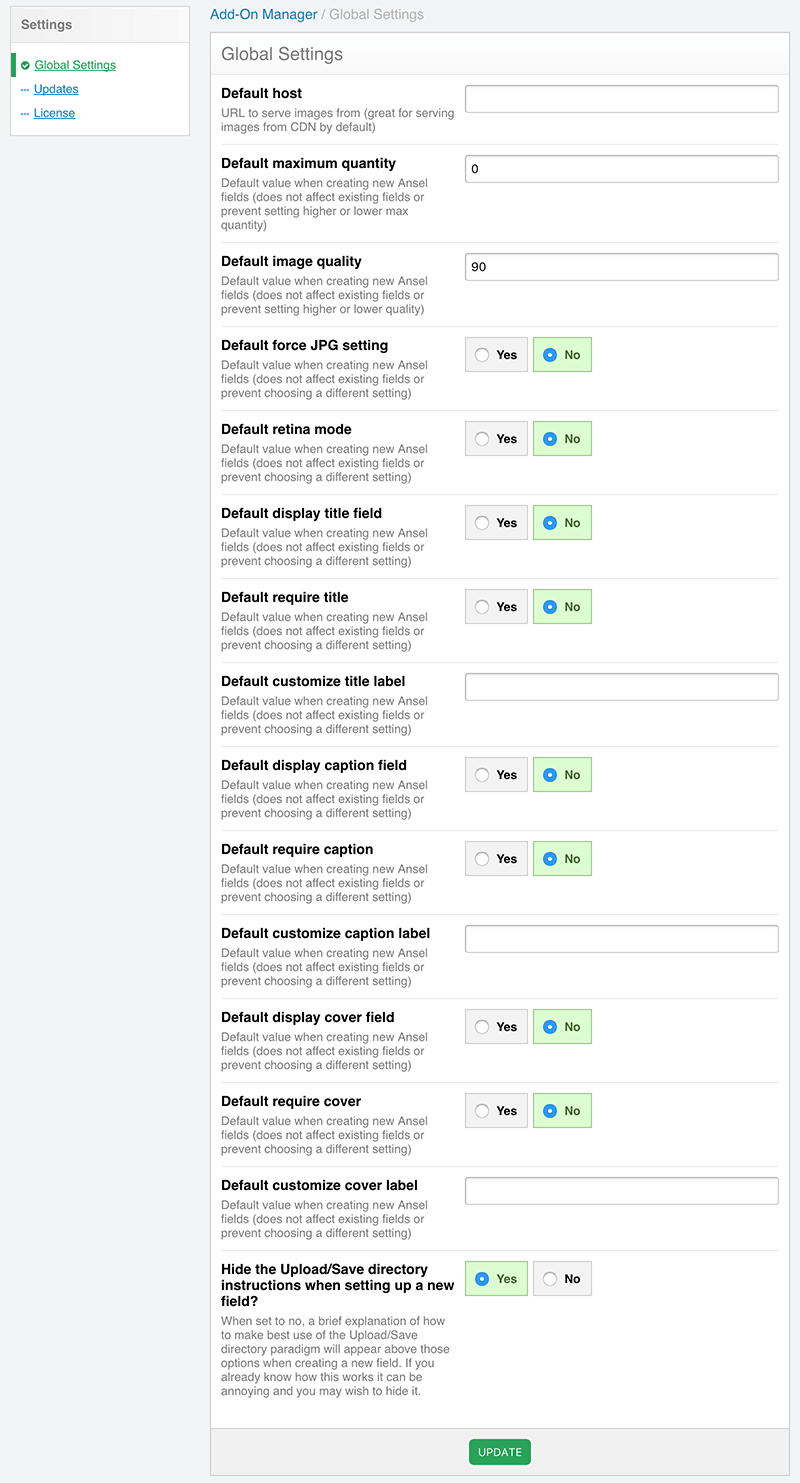 Settings
Global Settings
Updates
License
Add-On Manager / Global Settings
Global Settings
Default host
URL to serve images from (great for serving
images from CDN by default)
Default maximum quantity
0
Default value when creating new Ansel
fields (does not affect existing fields or
prevent setting higher or lower max
quantity)
Default image quality
90
Default value when creating new Ansel
fields (does not affect existing fields or
prevent setting higher or lower quality)
Default force JPG setting
Yes No
Default value when creating new Ansel
fields (does not affect existing fields or
prevent choosing a different setting)
Default retina mode
Yes No
Default value when creating new Ansel
fields (does not affect existing fields or
prevent choosing a different setting)
Default display title field
Yes No
Default value when creating new Ansel
fields (does not affect existing fields or
prevent choosing a different setting)
Default require title
Yes No
Default value when creating new Ansel
fields (does not affect existing fields or
prevent choosing a different setting)
Default customize title label
Default value when creating new Ansel
fields (does not affect existing fields or
prevent choosing a different setting)
Default display caption field
Yes No
Default value when creating new Ansel
fields (does not affect existing fields or
prevent choosing a different setting)
Default require caption
Yes No
Default value when creating new Ansel
fields (does not affect existing fields or
prevent choosing a different setting)
Default customize caption label
Default value when creating new Ansel
fields (does not affect existing fields or
prevent choosing a different setting)
Default display cover field
Yes No
Default value when creating new Ansel
fields (does not affect existing fields or
prevent choosing a different setting)
Default require cover
Yes No
Default value when creating new Ansel
fields (does not affect existing fields or
prevent choosing a different setting)
Default customize cover label
Default value when creating new Ansel
fields (does not affect existing fields or
prevent choosing a different setting)
Hide the Upload/Save directory
instructions when setting up a new
field?
Yes No
When set to no, a brief explanation of how
to make best use of the Upload/Save
directory paradigm will appear above those
options when creating a new field. If you
already know how this works it can be
annoying and you may wish to hide it.
UPDATE